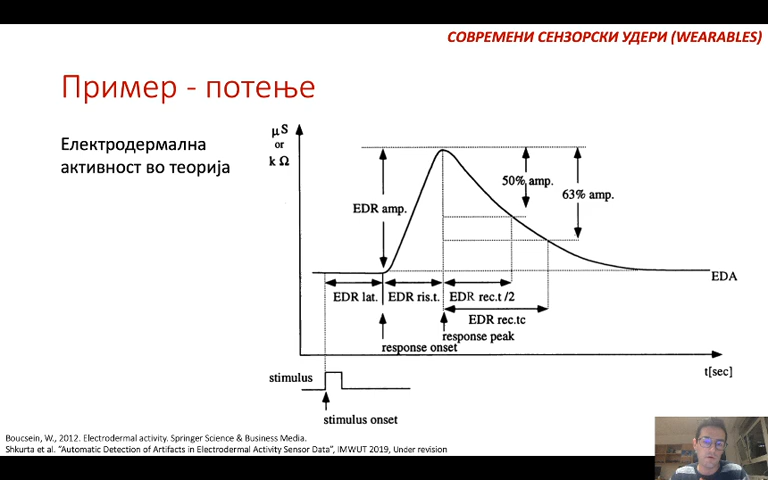 СОВРЕМЕНИ СЕНЗОРСКИ УДЕРИ (WEARABLES)
Пример - потење
Електродермална
активност во теорија
μS
or
k Ω
50% amp.
63% amp.
EDR amp.
EDA
EDR lat.
EDR ris.t.
EDR rec.t /2
EDR rec.tc
response peak
response onset
t[sec]
stimulus
stimulus onset
Boucsein, W., 2012. Electrodermal activity. Springer Science & Business Media.
Shkurta et al. “Automatic Detection of Artifacts in Electrodermal Activity Sensor Data”, IMWUT 2019, Under revision